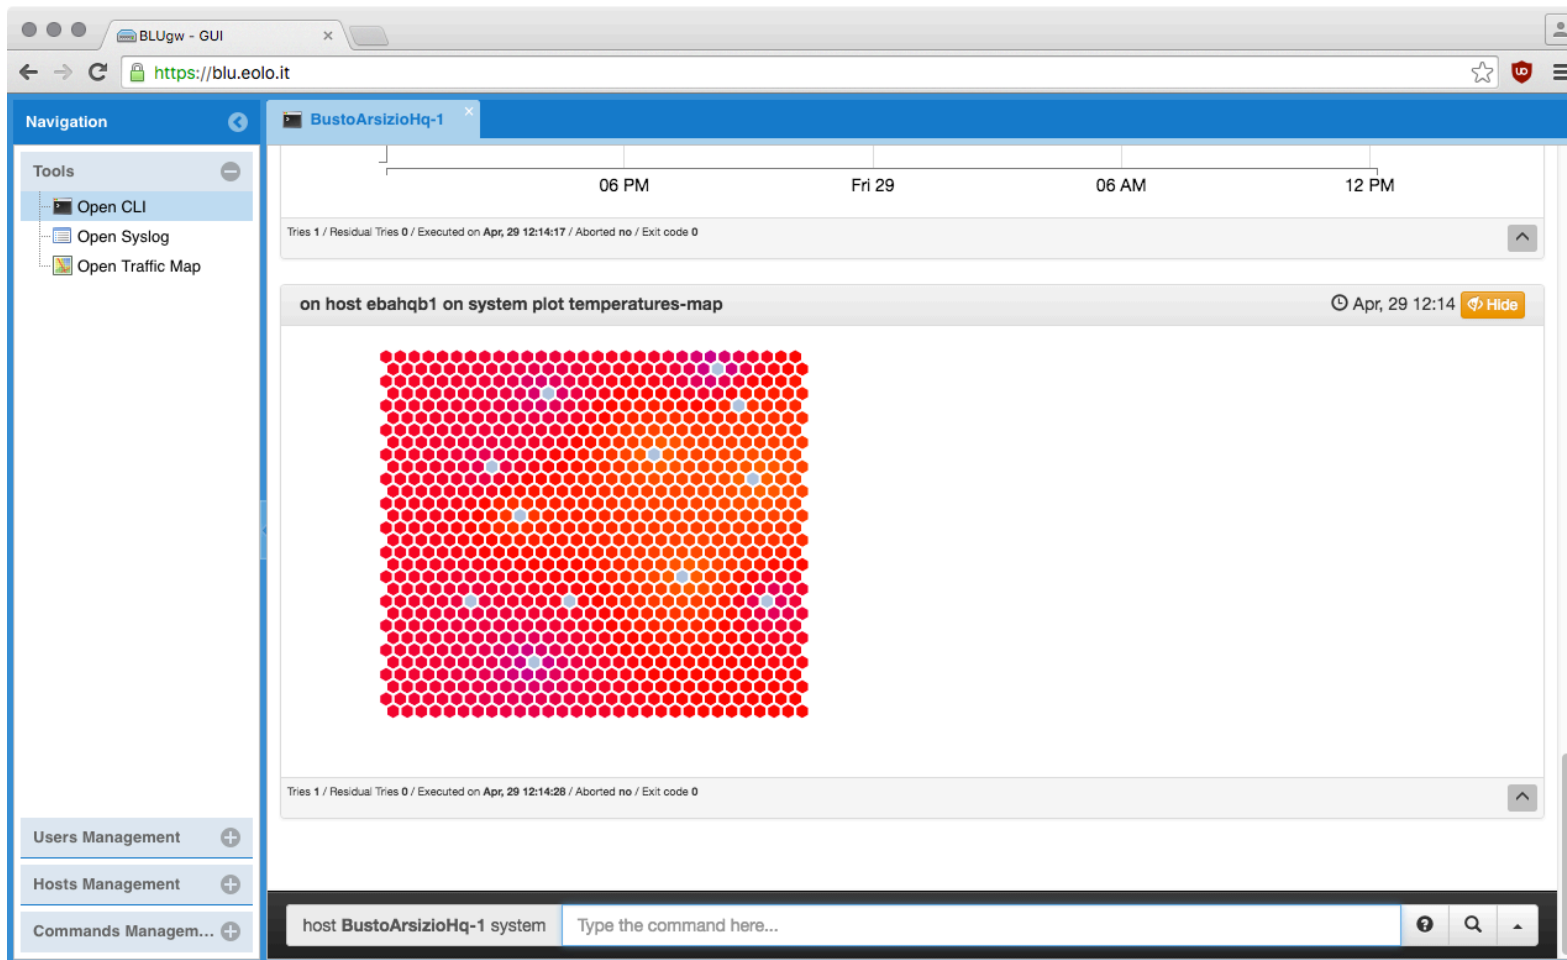 BLUgw - GUI
https://blu.eolo.it
Navigation
BustoArsizioHq-1
Tools
Open CLI
Open Syslog
Open Traffic Map
06 PM
Fri 29
06 AM
12 PM
Tries 1 / Residual Tries 0 / Executed on Apr, 29 12:14:17 / Aborted no / Exit code 0
on host ebahqb1 on system plot temperatures-map
Apr, 29 12:14
Hide
Tries 1 / Residual Tries 0 / Executed on Apr, 29 12:14:28 / Aborted no / Exit code 0
Users Management
Hosts Management
Commands Managem...
host BustoArsizioHq-1 system
Type the command here...